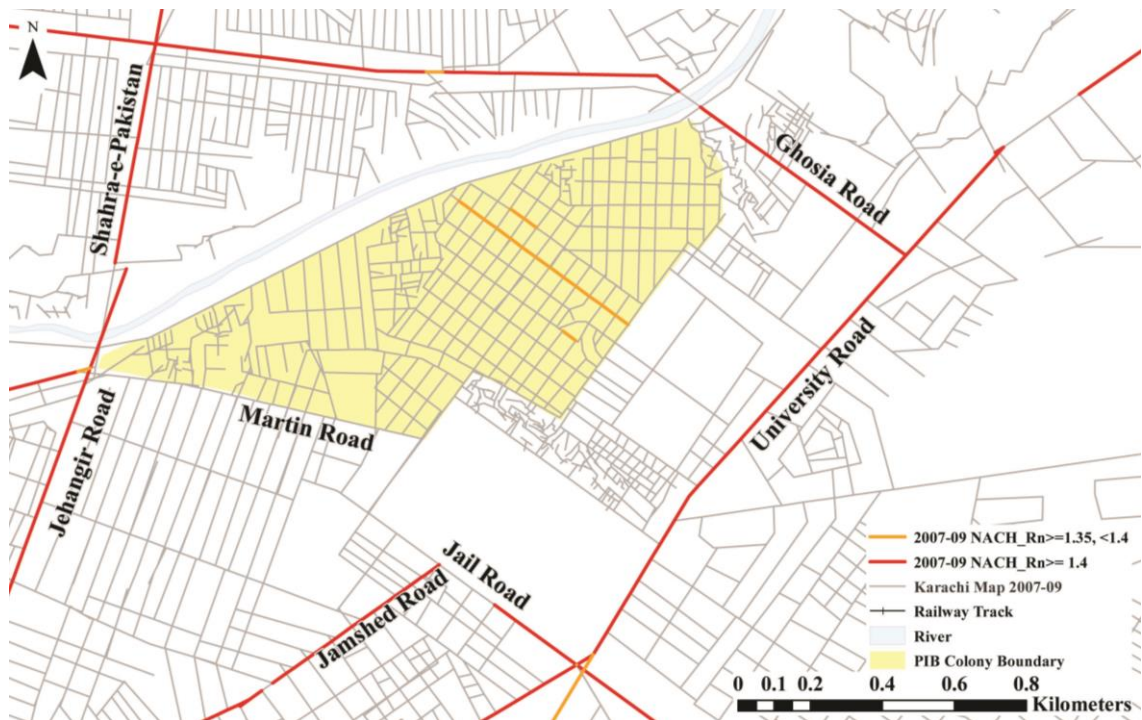 N
Shahra-e-Pakistan
Ghosia Road
University Road
Martin Road
Jehangir Road
Jail Road
Jamshed Road
2007-09 NACH_Rn>=1.35, <1.4
2007-09 NACH_Rn>= 1.4
Karachi Map 2007-09
Railway Track
River
PIB Colony Boundary
0 0.1 0.2 0.4 0.6 0.8
Kilometers